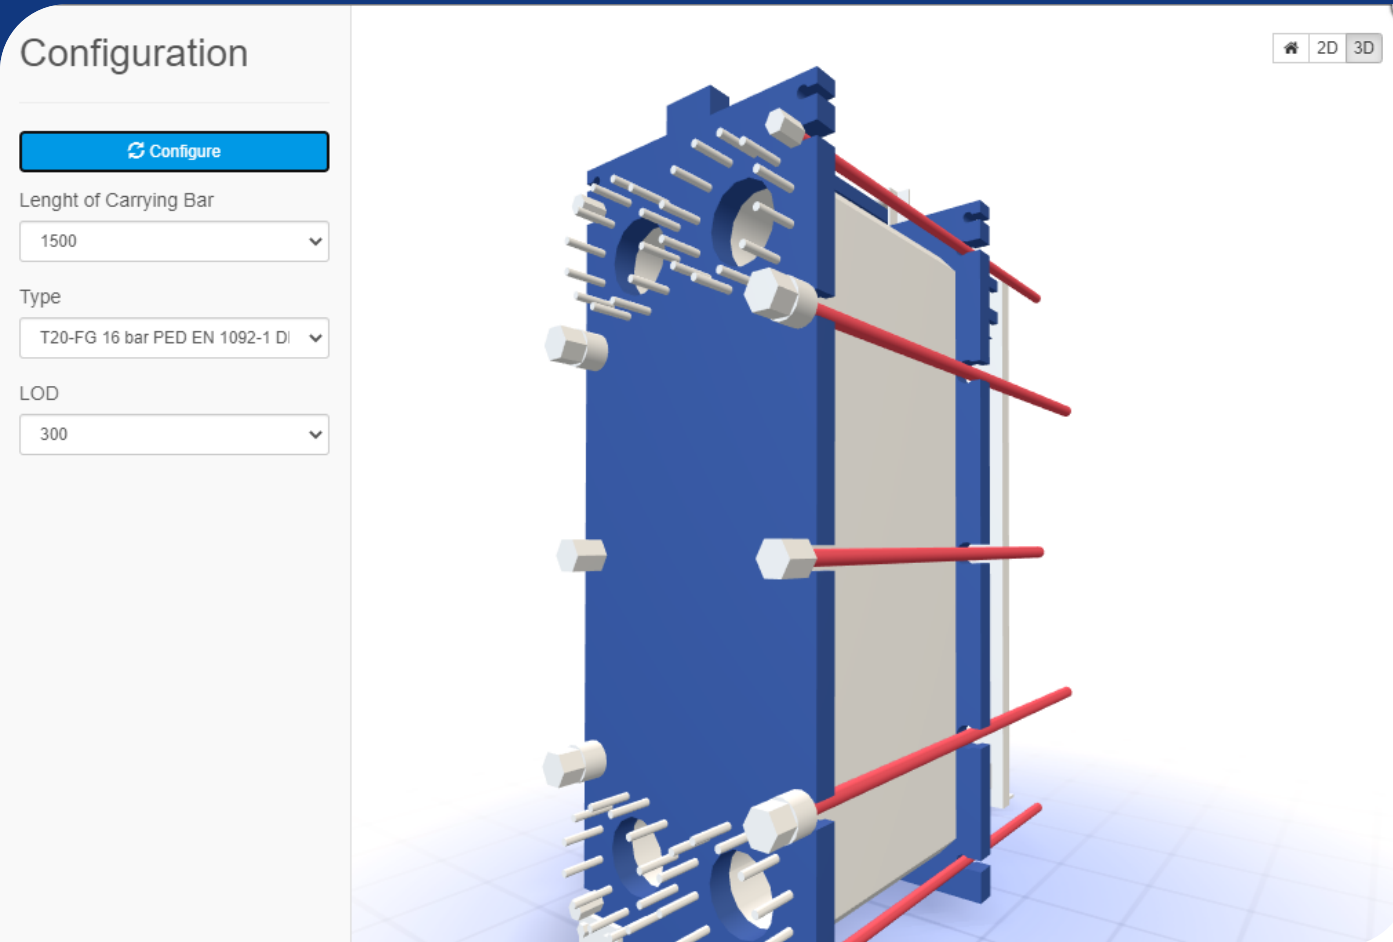 Configuration
2D
3D
Configure
Lenght of Carrying Bar
1500
Type
T20-FG 16 bar PED EN 1092-1
LOD
300